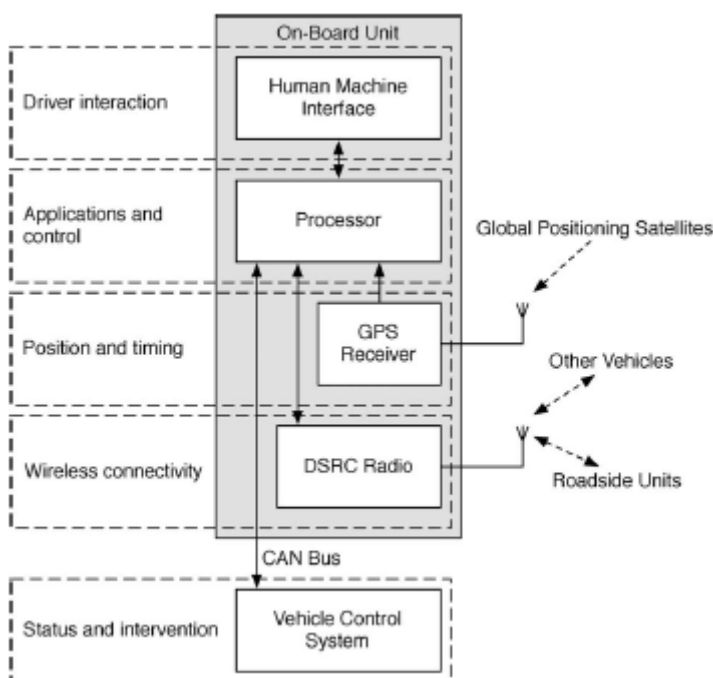 On-Board Unit
Driver interaction
Human Machine
Interface
Applications and
control
Processor
Global Positioning Satellites
Position and timing
GPS
Receiver
Other Vehicles
Wireless connectivity
DSRC Radio
Roadside Units
CAN Bus
Status and intervention
Vehicle Control
System